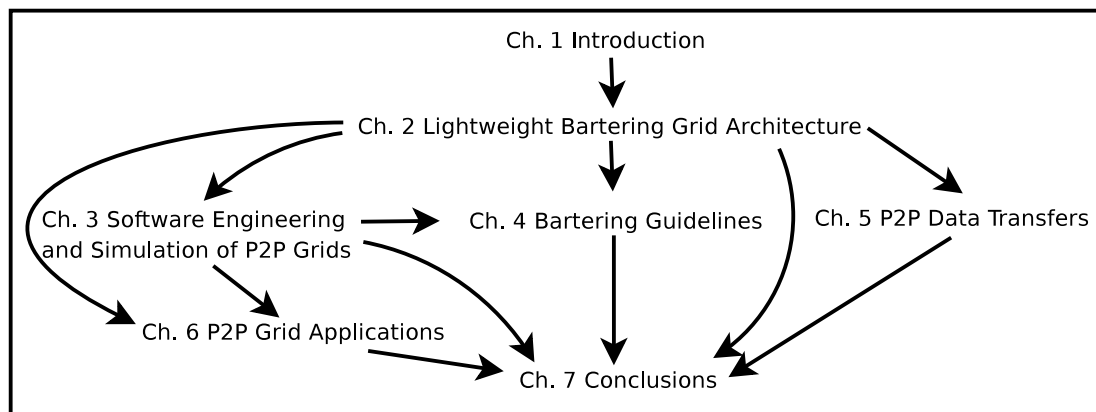 Ch. 1 Introduction
Ch. 2 Lightweight Bartering Grid Architecture
Ch. 3 Software Engineering
and Simulation of P2P Grids
Ch. 4 Bartering Guidelines
Ch. 5 P2P Data Transfers
Ch. 6 P2P Grid Applications
Ch. 7 Conclusions